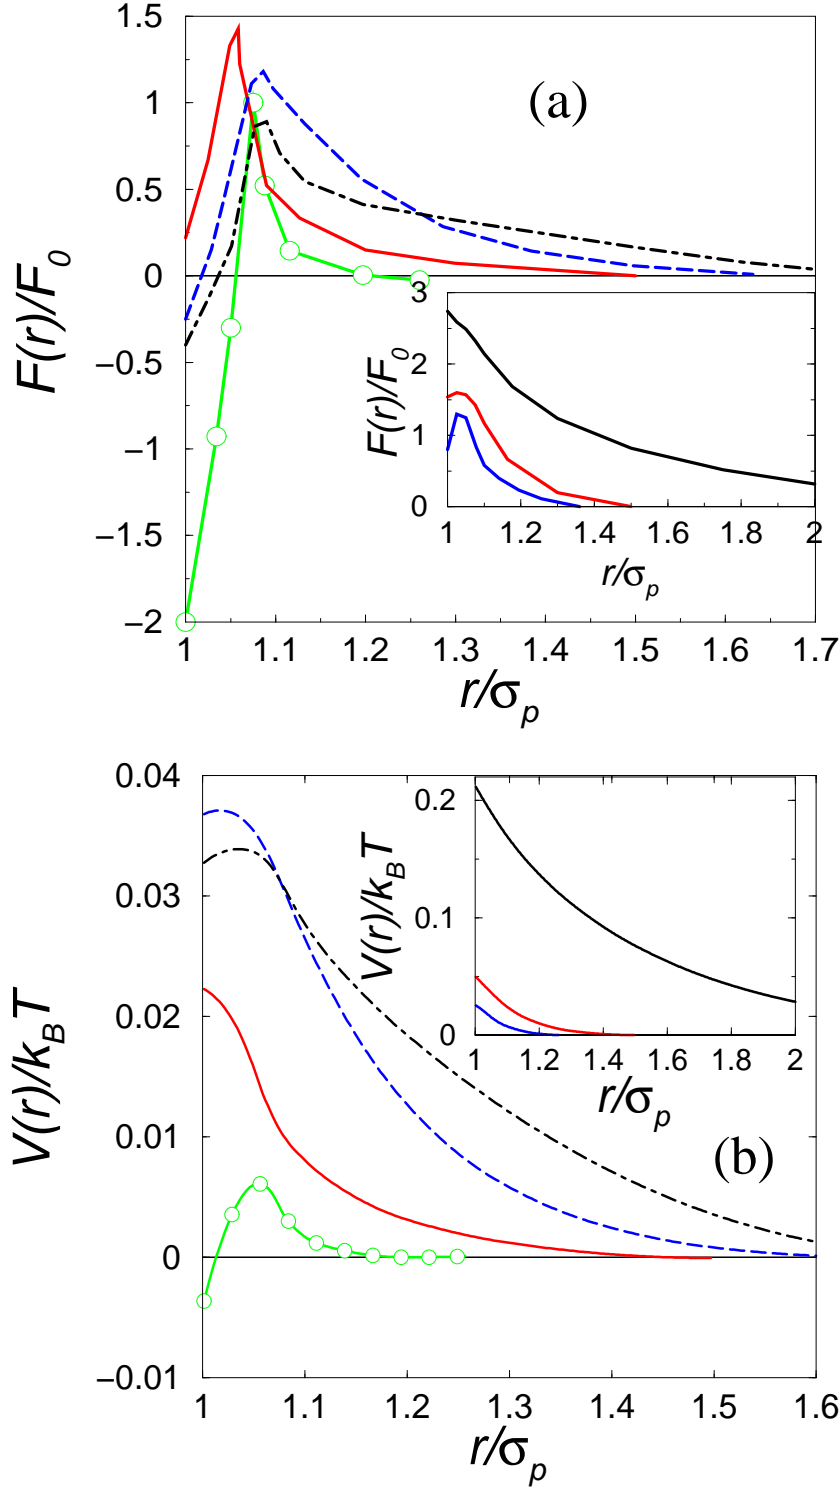 1.5
1
0.5
0
−0.5
−1
−1.5
−2
F(r)/F0
(a)
3
2
1
0
F(r)/F0
1 1.2 1.4 1.6 1.8 2
r/σp
1 1.1 1.2 1.3 1.4 1.5 1.6 1.7
r/σp
0.04
0.03
0.02
0.01
0
−0.01
V(r)/kBT
0.2
0.1
0
V(r)/kBT
1 1.2 1.4 1.6 1.8 2
r/σp
(b)
1 1.1 1.2 1.3 1.4 1.5 1.6
r/σp